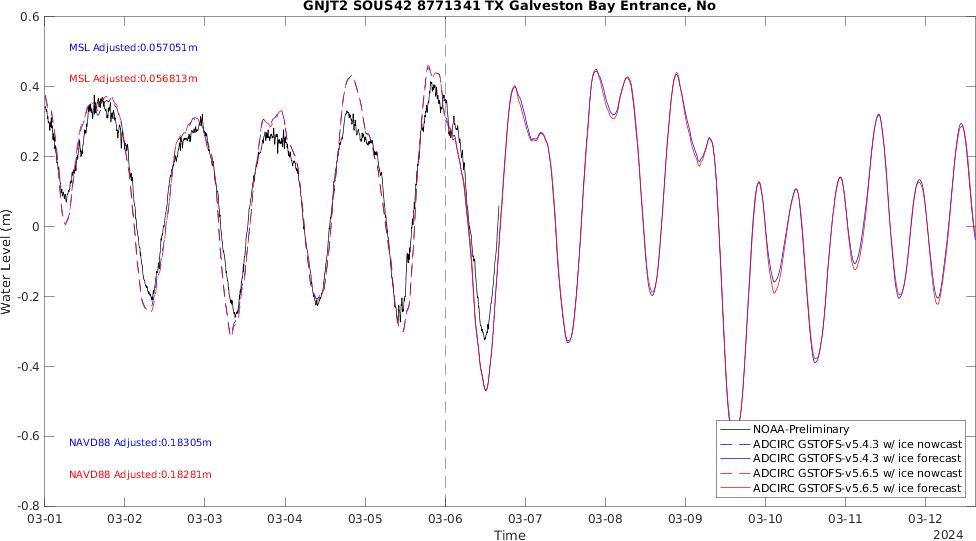 GNJT2 SOUS42 8771341 TX Galveston Bay Entrance, No
0.6
0.4
0.2
0
-0.2
-0.4
-0.6
-0.8
Water Level (m)
MSL Adjusted:0.057051m
MSL Adjusted:0.056813m
NAVD88 Adjusted:0.18305m
NAVD88 Adjusted:0.18281m
NOAA-Preliminary
ADCIRC GSTOFS-v5.4.3 w/ ice nowcast
ADCIRC GSTOFS-v5.4.3 w/ ice forecast
ADCIRC GSTOFS-v5.6.5 w/ ice nowcast
ADCIRC GSTOFS-v5.6.5 w/ ice forecast
03-01 03-02 03-03 03-04 03-05 03-06 03-07 03-08 03-09 03-10 03-11 03-12
Time
2024